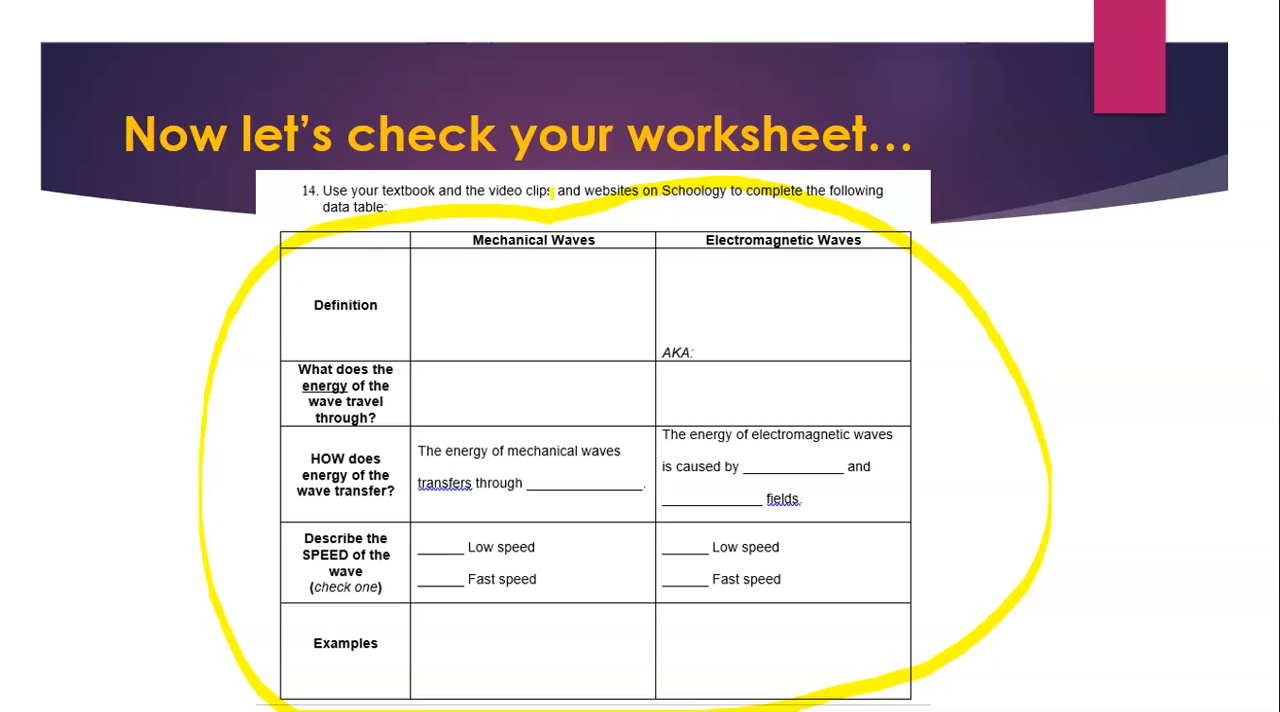 Now let's check your worksheet...
14. Use your textbook and the video clips and websites on Schoology to complete the following
data table:
Mechanical Waves
Electromagnetic Waves
Definition
AKA:
What does the
energy of the
wave travel
through?
HOW does
energy of the
wave transfer?
The energy of mechanical waves
transfers through _______________.
The energy of electromagnetic waves
is caused by _____________ and
_____________ fields.
Describe the
SPEED of the
wave
(check one)
______ Low speed
______ Fast speed
______ Low speed
______ Fast speed
Examples